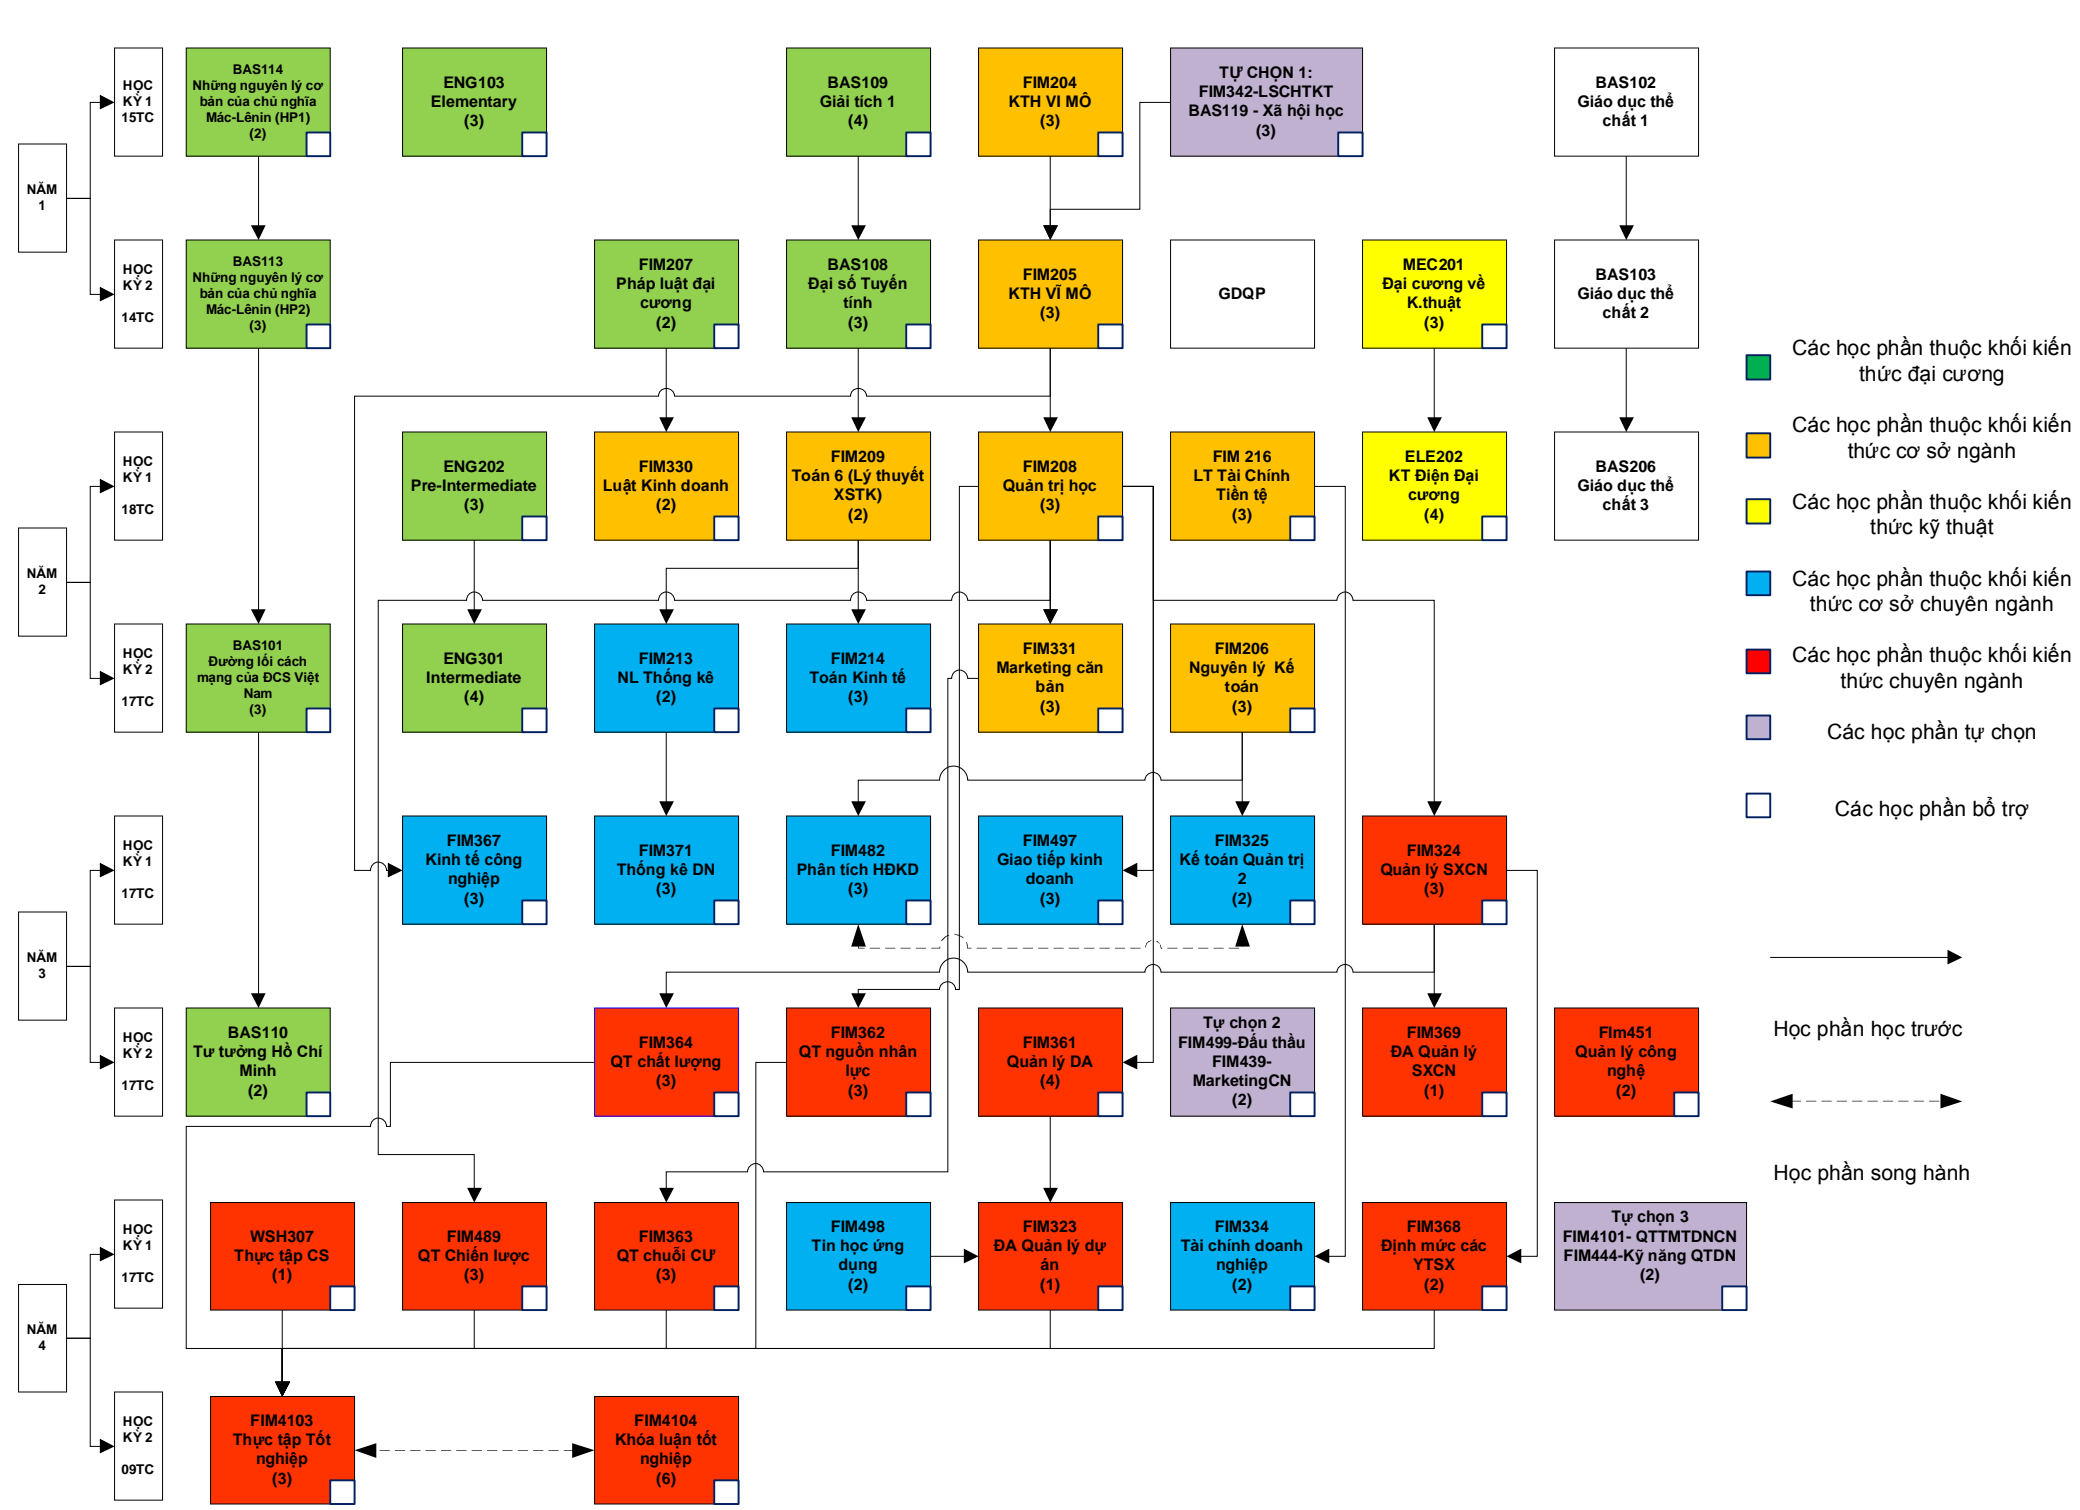 NĂM
1
HỌC
KỲ 1
15TC
BAS114
Những nguyên lý cơ
bản của chủ nghĩa
Mác-Lênin (HP1)
(2)
ENG103
Elementary
(3)
BAS109
Giải tích 1
(4)
FIM204
KTH VI MÔ
(3)
TỰ CHỌN 1:
FIM342-LSCHTKT
BAS119 - Xã hội học
(3)
BAS102
Giáo dục thể
chất 1
HỌC
KỲ 2
14TC
BAS113
Những nguyên lý cơ
bản của chủ nghĩa
Mác-Lênin (HP2)
(3)
FIM207
Pháp luật đại
cương
(2)
BAS108
Đại số Tuyến
tính
(3)
FIM205
KTH VĨ MÔ
(3)
GDQP
MEC201
Đại cương về
K.thuật
(3)
BAS103
Giáo dục thể
chất 2
NĂM
2
HỌC
KỲ 1
18TC
ENG202
Pre-Intermediate
(3)
FIM330
Luật Kinh doanh
(2)
FIM209
Toán 6 (Lý thuyết
XSTK)
(2)
FIM208
Quản trị học
(3)
FIM 216
LT Tài Chính
Tiền tệ
(3)
ELE202
KT Điện Đại
cương
(4)
BAS206
Giáo dục thể
chất 3
HỌC
KỲ 2
17TC
BAS101
Đường lối cách
mạng của ĐCS Việt
Nam
(3)
ENG301
Intermediate
(4)
FIM213
NL Thống kê
(2)
FIM214
Toán Kinh tế
(3)
FIM331
Marketing căn
bản
(3)
FIM206
Nguyên lý Kế
toán
(3)
NĂM
3
HỌC
KỲ 1
17TC
FIM367
Kinh tế công
nghiệp
(3)
FIM371
Thống kê DN
(3)
FIM482
Phân tích HĐKD
(3)
FIM497
Giao tiếp kinh
doanh
(3)
FIM325
Kế toán Quản trị
2
(2)
FIM324
Quản lý SXCN
(3)
HỌC
KỲ 2
17TC
BAS110
Tư tưởng Hồ Chí
Minh
(2)
FIM364
QT chất lượng
(3)
FIM362
QT nguồn nhân
lực
(3)
FIM361
Quản lý DA
(4)
Tự chọn 2
FIM499-Đấu thầu
FIM439-
MarketingCN
(2)
FIM369
ĐA Quản lý
SXCN
(1)
FIm451
Quản lý công
nghệ
(2)
NĂM
4
HỌC
KỲ 1
17TC
WSH307
Thực tập CS
(1)
FIM489
QT Chiến lược
(3)
FIM363
QT chuỗi CƯ
(3)
FIM498
Tin học ứng
dụng
(2)
FIM323
ĐA Quản lý dự
án
(1)
FIM334
Tài chính doanh
nghiệp
(2)
FIM368
Định mức các
YTSX
(2)
Tự chọn 3
FIM4101- QTTMTDNCN
FIM444-Kỹ năng QTDN
(2)
HỌC
KỲ 2
09TC
FIM4103
Thực tập Tốt
nghiệp
(3)
FIM4104
Khóa luận tốt
nghiệp
(6)
Các học phần thuộc khối kiến
thức đại cương
Các học phần thuộc khối kiến
thức cơ sở ngành
Các học phần thuộc khối kiến
thức kỹ thuật
Các học phần thuộc khối kiến
thức cơ sở chuyên ngành
Các học phần thuộc khối kiến
thức chuyên ngành
Các học phần tự chọn
Các học phần bổ trợ
Học phần học trước
Học phần song hành